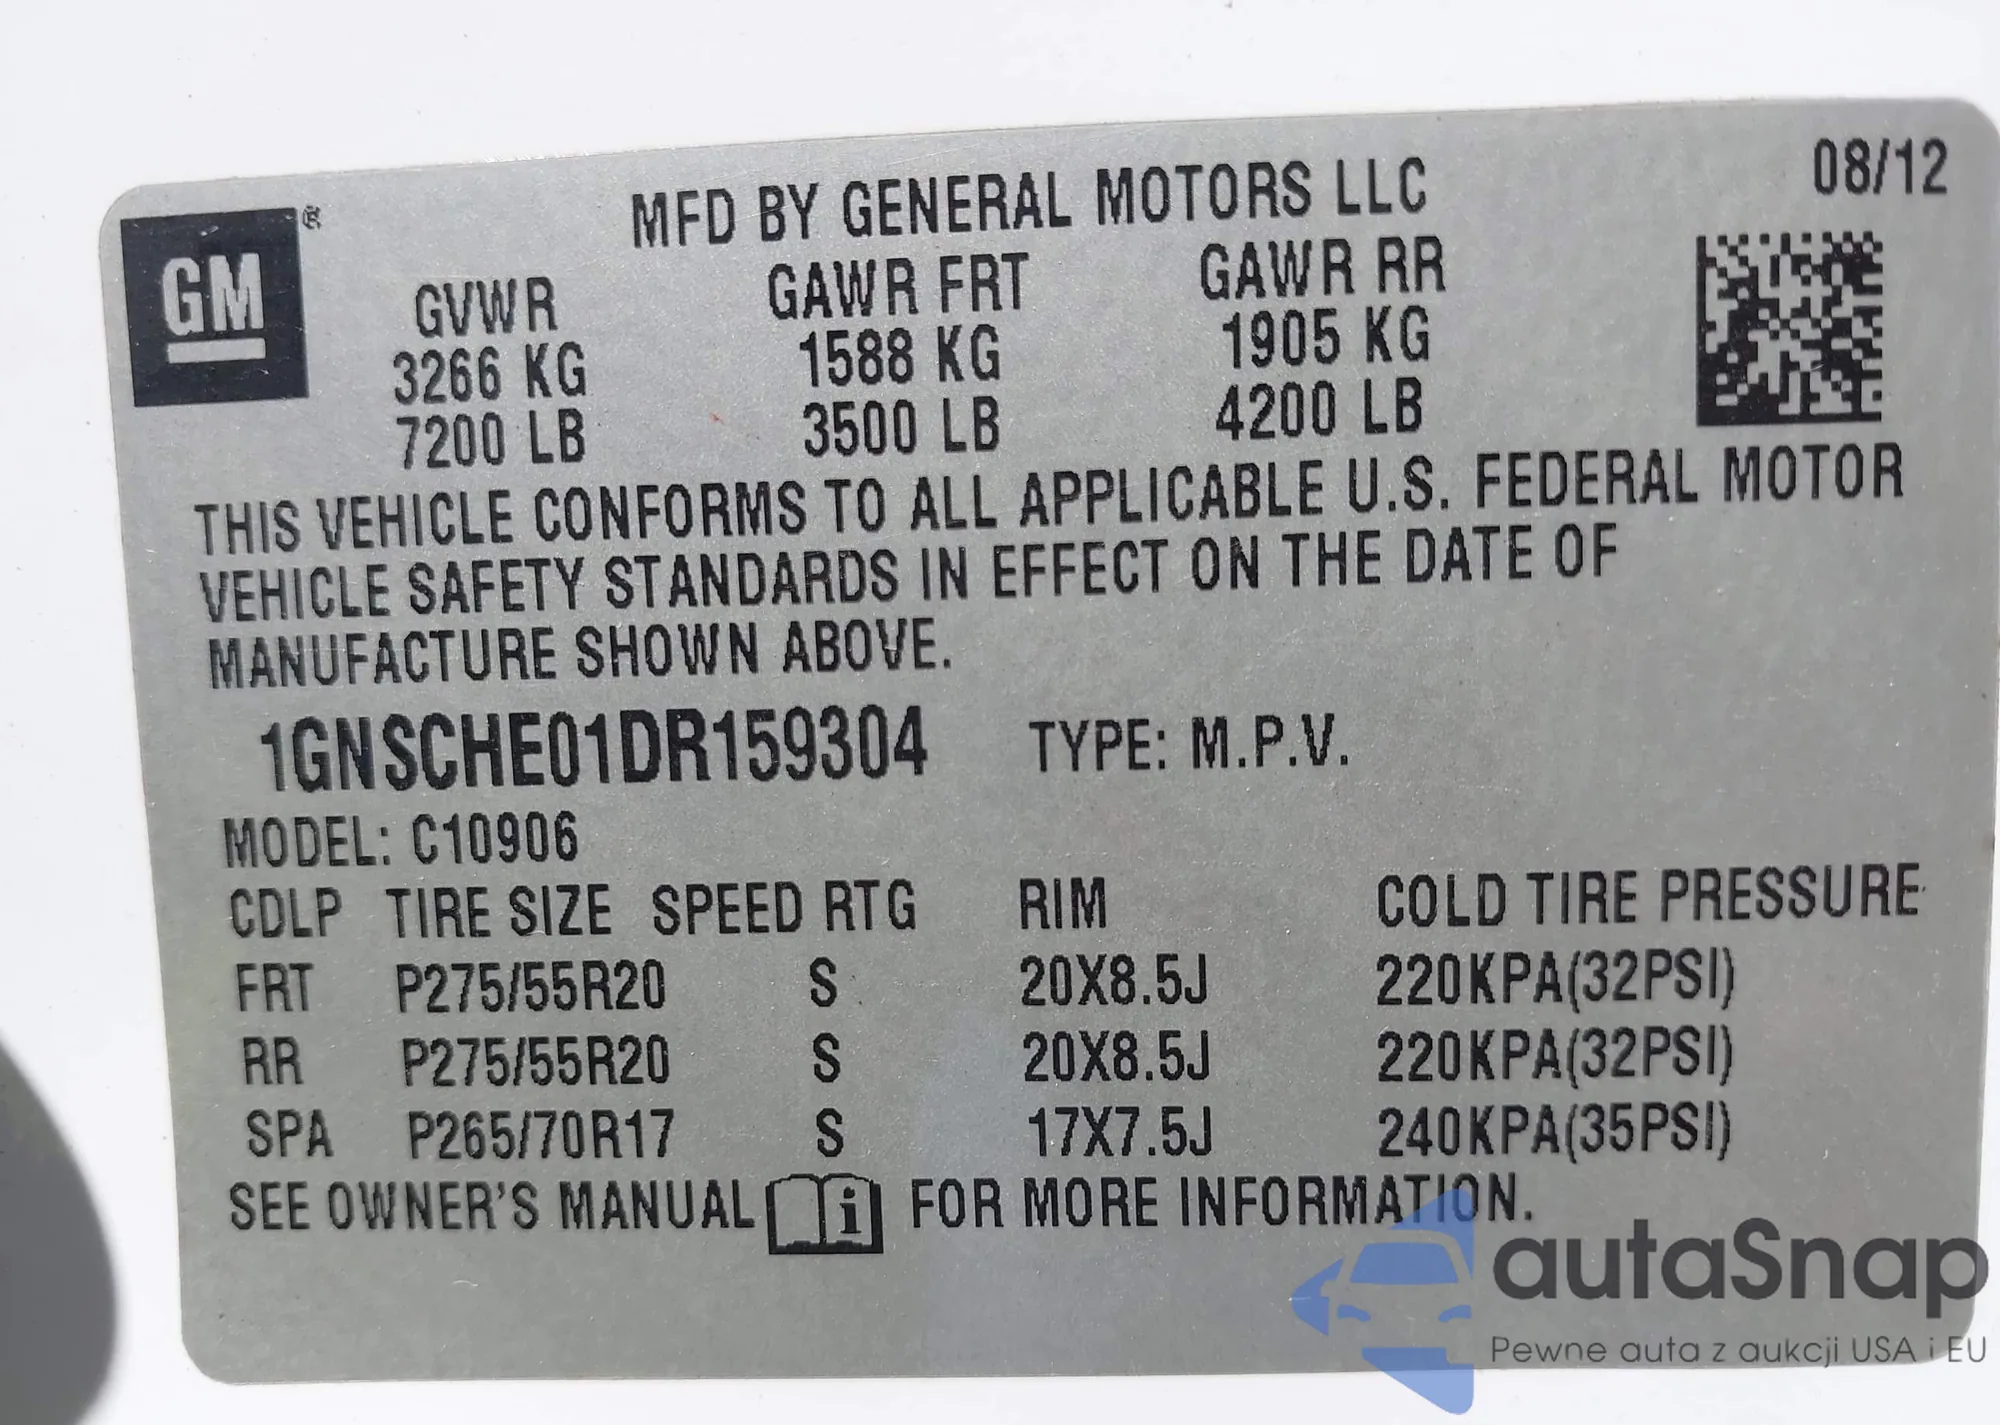 08/12
MFD BY GENERAL MOTORS LLC
GM ®
GVWR GAWR FRT GAWR RR
3266 KG 1588 KG 1905 KG
7200 LB 3500 LB 4200 LB
THIS VEHICLE CONFORMS TO ALL APPLICABLE U.S. FEDERAL MOTOR
VEHICLE SAFETY STANDARDS IN EFFECT ON THE DATE OF
MANUFACTURE SHOWN ABOVE.
1GNSCHE01DR159304 TYPE: M.P.V.
MODEL: C10906
CDLP TIRE SIZE SPEED RTG RIM COLD TIRE PRESSURE
FRT P275/55R20 S 20X8.5J 220KPA(32PSI)
RR P275/55R20 S 20X8.5J 220KPA(32PSI)
SPA P265/70R17 S 17X7.5J 240KPA(35PSI)
SEE OWNER'S MANUAL i FOR MORE INFORMATION.
autaSnap
Pewne auta z aukcji USA i EU